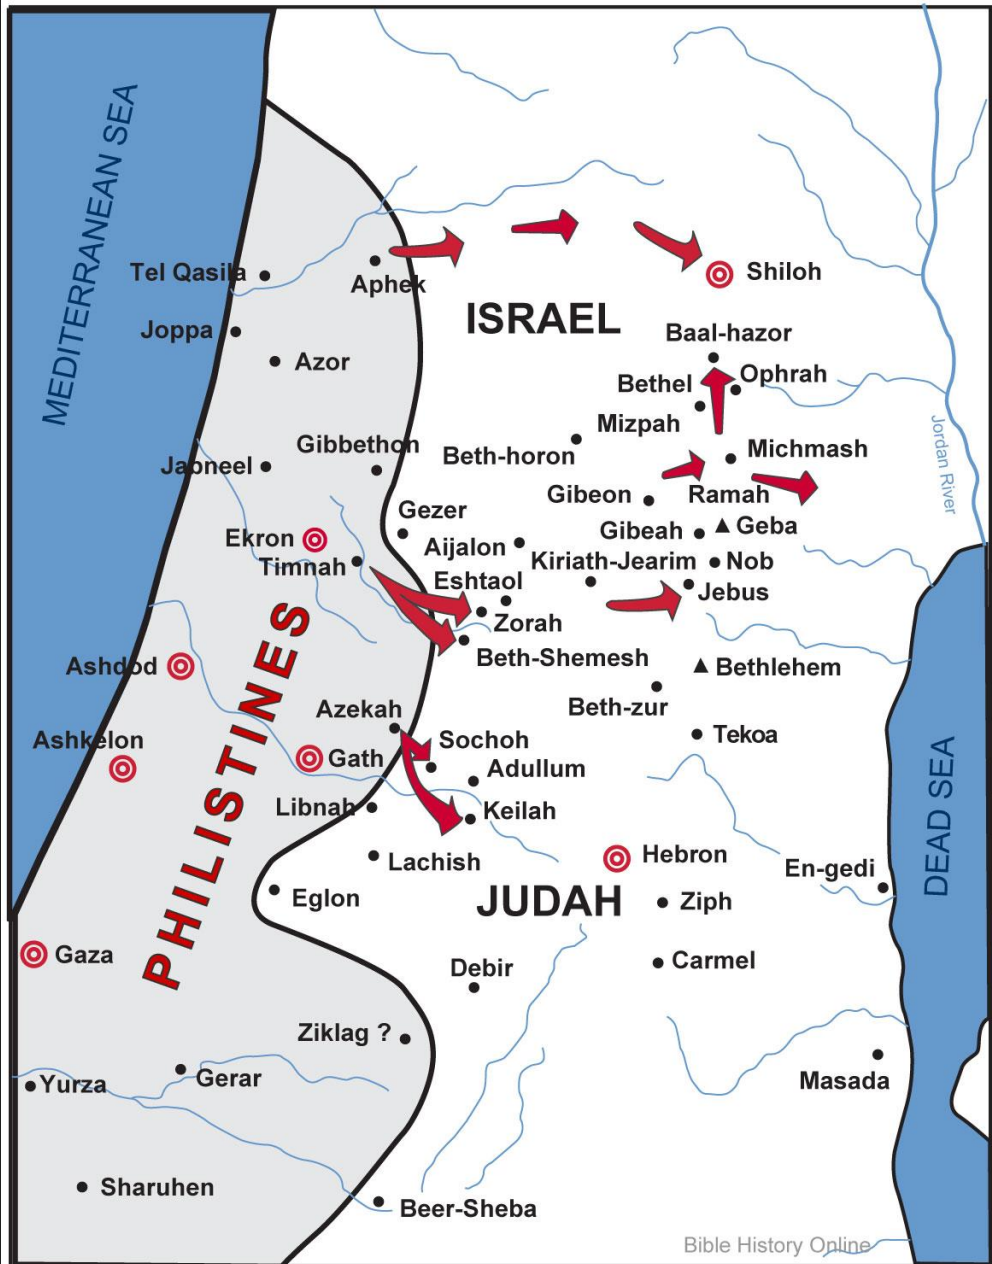 MEDITERRANEAN SEA
Tel Qasila
Aphek
Shiloh
ISRAEL
Joppa
Baal-hazor
Azor
Bethel
Ophrah
Mizpah
Jordan River
Gibbethon
Beth-horon
Michmash
Jabneel
Gibeon
Ramah
Gezer
Gibeah
Geba
Ekron
Aijalon
Kiriath-Jearim
Nob
Timnah
Eshtaol
Jebus
Zorah
Beth-Shemesh
Bethlehem
Ashdod
PHILISTINES
Beth-zur
Azekah
Tekoa
Ashkelon
Sochoh
Gath
Adullum
Libnah
Keilah
DEAD SEA
Hebron
Lachish
En-gedi
Eglon
JUDAH
Ziph
Gaza
Debir
Carmel
Ziklag ?
Gerar
Yurza
Masada
Sharuhen
Beer-Sheba
Bible History Online